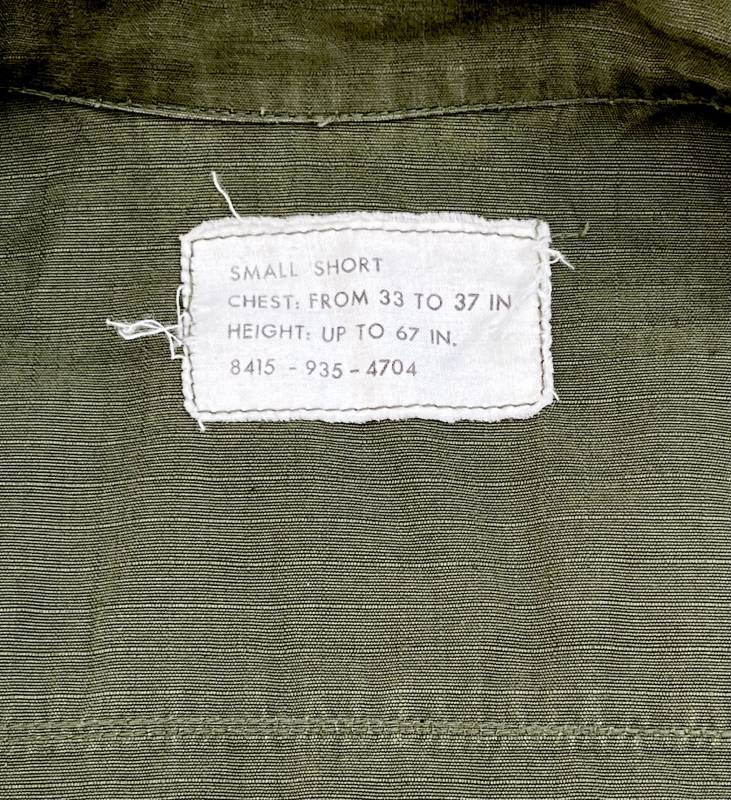 SMALL SHORT
CHEST: FROM 33 TO 37 IN
HEIGHT: UP TO 67 IN.
8415 - 935 - 4704